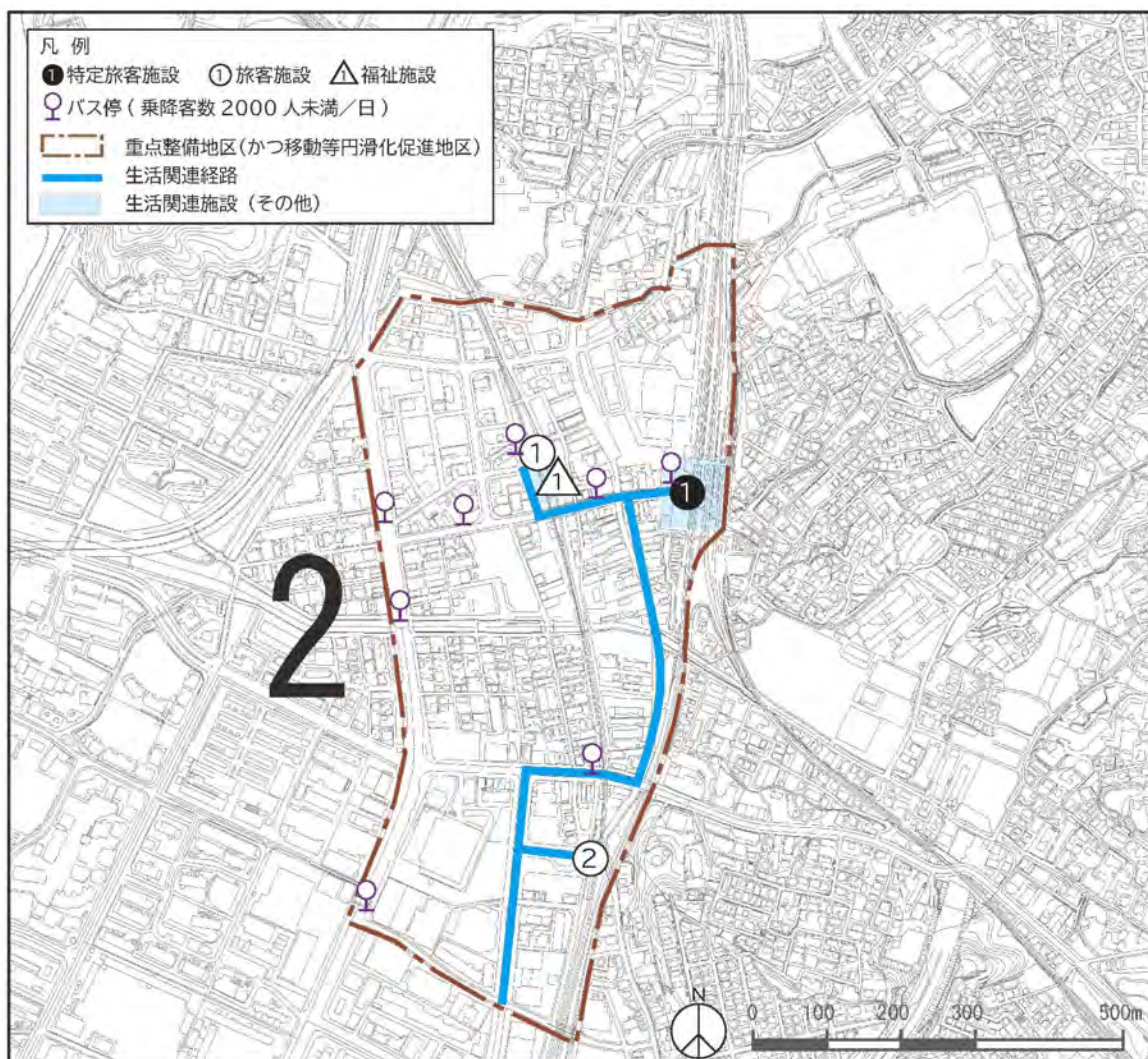 凡 例
❶特定旅客施設 ①旅客施設 1福祉施設
バス停 ( 乗降客数 2000 人未満／日 )
重点整備地区(かつ移動等円滑化促進地区)
生活関連経路
生活関連施設 (その他)
1
1
1
2
2
N
0 100 200 300 500m